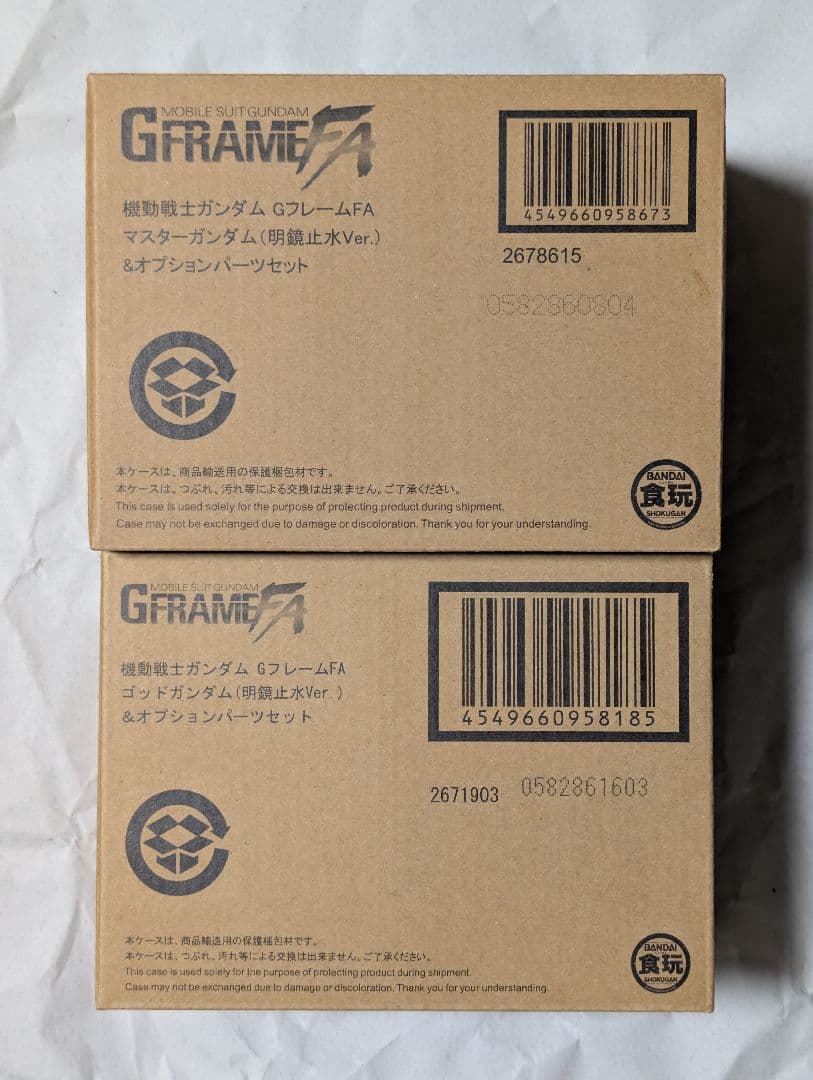 MOBILE SUIT GUNDAM
GFRAMEFA
機動戦士ガンダム GフレームFA
マスターガンダム(明鏡止水Ver.)
&オプションパーツセット
4549660958673
2678615
0582860804
本ケースは、商品輸送用の保護梱包材です。
本ケースは、つぶれ、汚れ等による交換は出来ません。ご了承ください。
This case is used solely for the purpose of protecting product during shipment.
Case may not be exchanged due to damage or discoloration. Thank you for your understanding.
BANDAI
食玩
SHOKUGAN
MOBILE SUIT GUNDAM
GFRAMEFA
機動戦士ガンダム GフレームFA
ゴッドガンダム(明鏡止水Ver.)
&オプションパーツセット
4549660958185
2671903
0582861603
本ケースは、商品輸送用の保護梱包材です。
本ケースは、つぶれ、汚れ等による交換は出来ません。ご了承ください。
This case is used solely for the purpose of protecting product during shipment.
Case may not be exchanged due to damage or discoloration. Thank you for your understanding.
BANDAI
食玩
SHOKUGAN